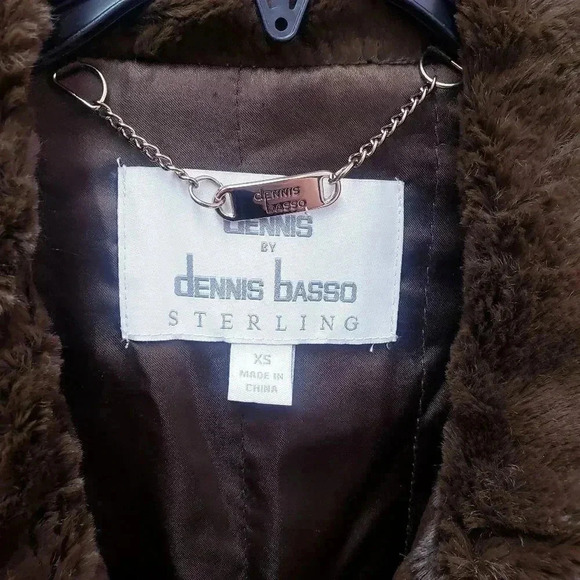 dENNIS
basso
dENNIS
BY
dENNIS basso
STERLING
XS
MADE IN
CHINA